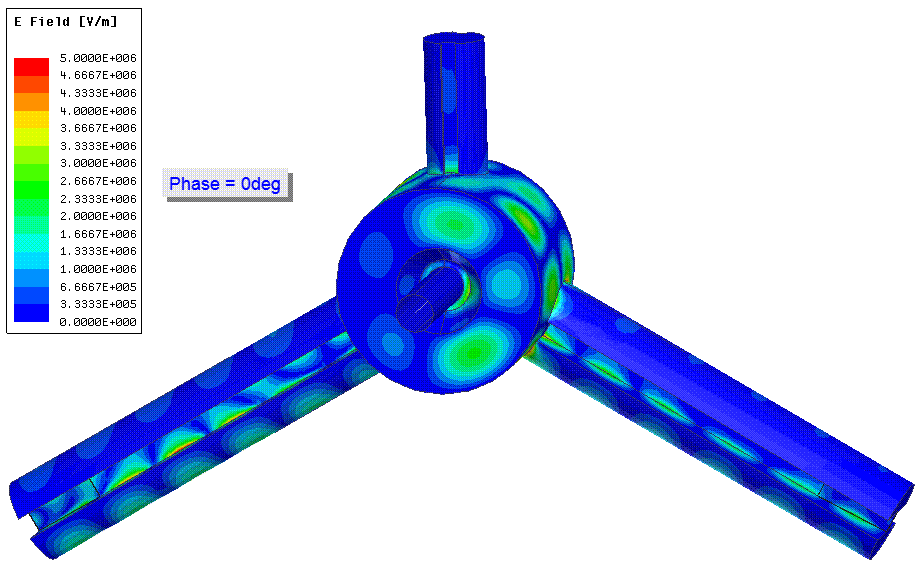 E Field [V/m]
5.0000E+006
4.6667E+006
4.3333E+006
4.0000E+006
3.6667E+006
3.3333E+006
3.0000E+006
2.6667E+006
2.3333E+006
2.0000E+006
1.6667E+006
1.3333E+006
1.0000E+006
6.6667E+005
3.3333E+005
0.0000E+000
Phase = 0deg